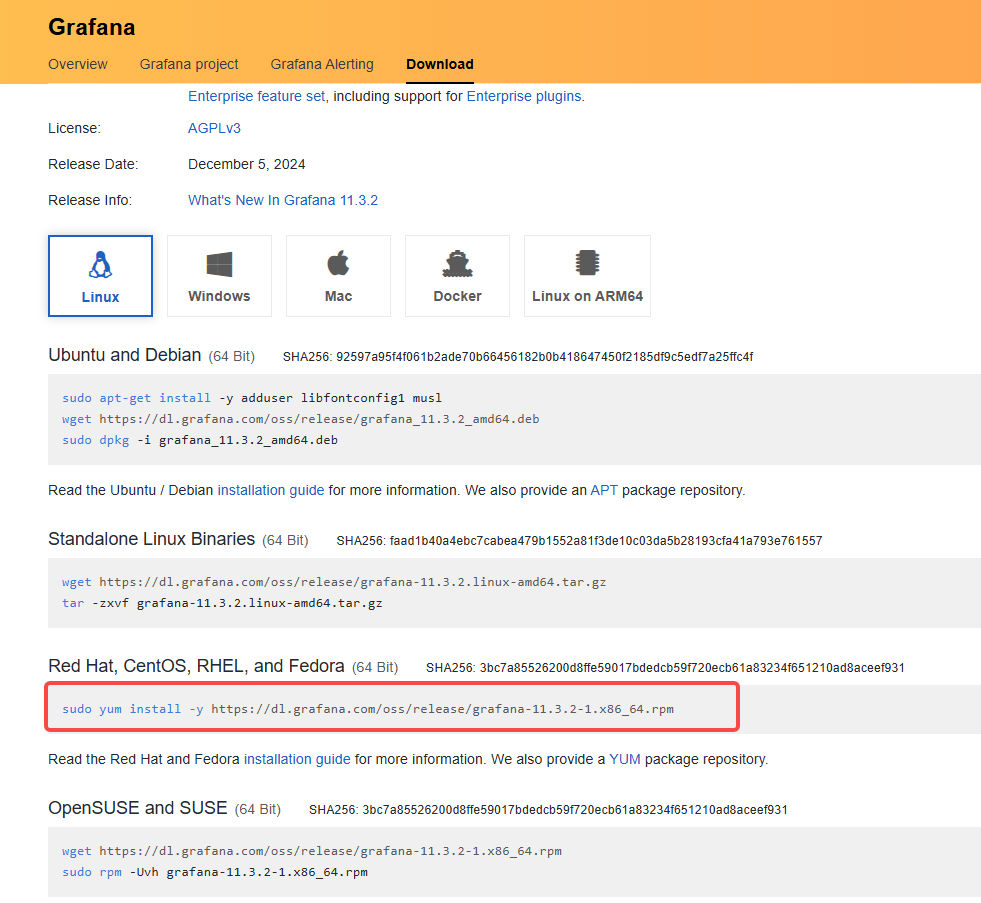 Grafana
Overview Grafana project Grafana Alerting Download
Enterprise feature set, including support for Enterprise plugins.
License: AGPLv3
Release Date: December 5, 2024
Release Info: What's New In Grafana 11.3.2
Linux Windows Mac Docker Linux on ARM64
Ubuntu and Debian (64 Bit) SHA256: 92597a95f4f061b2ade70b66456182b0b418647450f2185df9c5edf7a25ffc4f
sudo apt-get install -y adduser libfontconfig1 musl
wget https://dl.grafana.com/oss/release/grafana_11.3.2_amd64.deb
sudo dpkg -i grafana_11.3.2_amd64.deb
Read the Ubuntu / Debian installation guide for more information. We also provide an APT package repository.
Standalone Linux Binaries (64 Bit) SHA256: faad1b40a4ebc7cabea479b1552a81f3de10c03da5b28193cfa41a793e761557
wget https://dl.grafana.com/oss/release/grafana-11.3.2.linux-amd64.tar.gz
tar -zxvf grafana-11.3.2.linux-amd64.tar.gz
Red Hat, CentOS, RHEL, and Fedora (64 Bit) SHA256: 3bc7a85526200d8ffe59017bdedcb59f720ecb61a83234f651210ad8aceef931
sudo yum install -y https://dl.grafana.com/oss/release/grafana-11.3.2-1.x86_64.rpm
Read the Red Hat and Fedora installation guide for more information. We also provide a YUM package repository.
OpenSUSE and SUSE (64 Bit) SHA256: 3bc7a85526200d8ffe59017bdedcb59f720ecb61a83234f651210ad8aceef931
wget https://dl.grafana.com/oss/release/grafana-11.3.2-1.x86_64.rpm
sudo rpm -Uvh grafana-11.3.2-1.x86_64.rpm